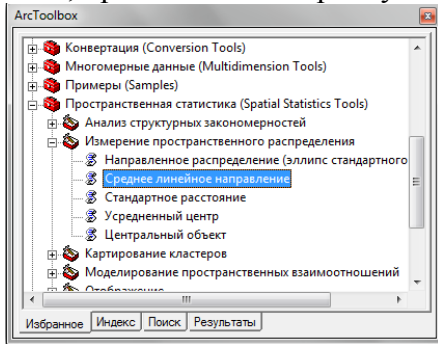 ArcToolbox
Конвертация (Conversion Tools)
Многомерные данные (Multidimension Tools)
Примеры (Samples)
Пространственная статистика (Spatial Statistics Tools)
Анализ структурных закономерностей
Измерение пространственного распределения
Направленное распределение (эллипс стандартного
Среднее линейное направление
Стандартное расстояние
Усредненный центр
Центральный объект
Картирование кластеров
Моделирование пространственных взаимоотношений
Отображение
Избранное Индекс Поиск Результаты